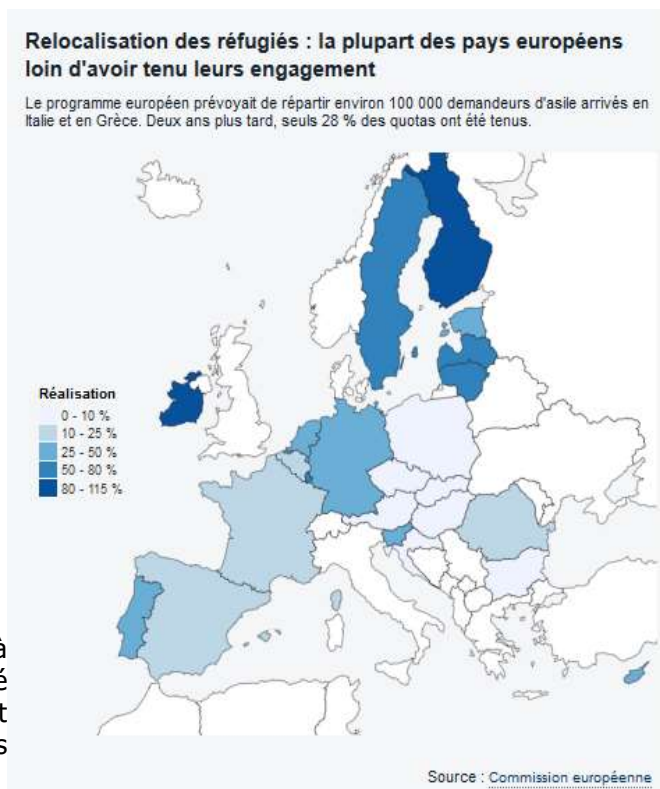 Relocalisation des réfugiés : la plupart des pays européens
loin d'avoir tenu leurs engagement
Le programme européen prévoyait de répartir environ 100 000 demandeurs d'asile arrivés en
Italie et en Grèce. Deux ans plus tard, seuls 28 % des quotas ont été tenus.
Réalisation
0 - 10 %
10 - 25 %
25 - 50 %
50 - 80 %
80 - 115 %
à
é
t
s
Source : Commission européenne